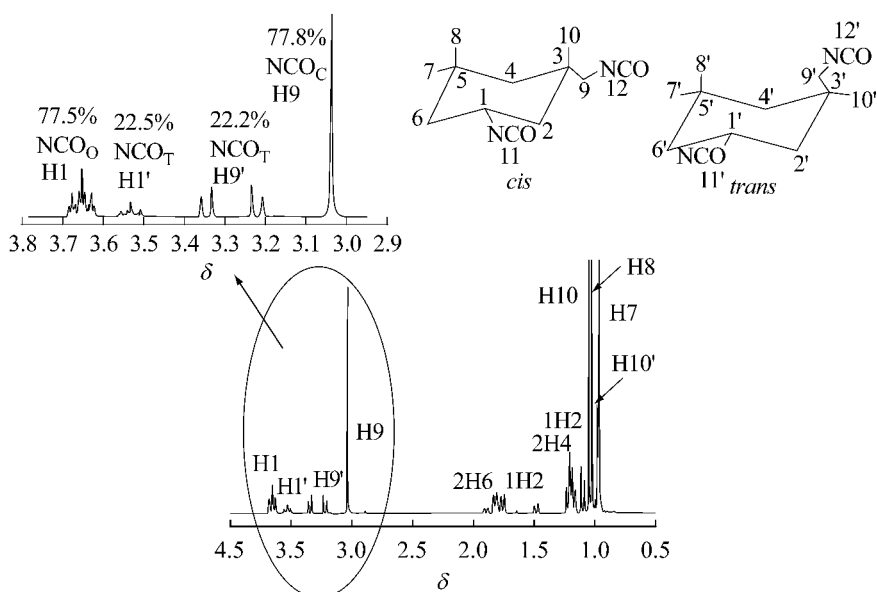 77.5%
NCO_O
H1
22.5%
NCO_T
H1'
22.2%
NCO_T
H9'
77.8%
NCO_C
H9
3.8 3.7 3.6 3.5 3.4 3.3 3.2 3.1 3.0 2.9
δ
8
10
7
5
4
3
NCO
9
12
6
1
2
NCO
11
cis
12'
NCO
8'
9'
7'
3'
5'
4'
10'
1'
6'
NCO
2'
11'
trans
H10
H8
H7
H10'
1H2
2H4
H9
H1
H1'
H9'
2H6
1H2
4.5 3.5 3.0 2.5 2.0 1.5 1.0 0.5
δ